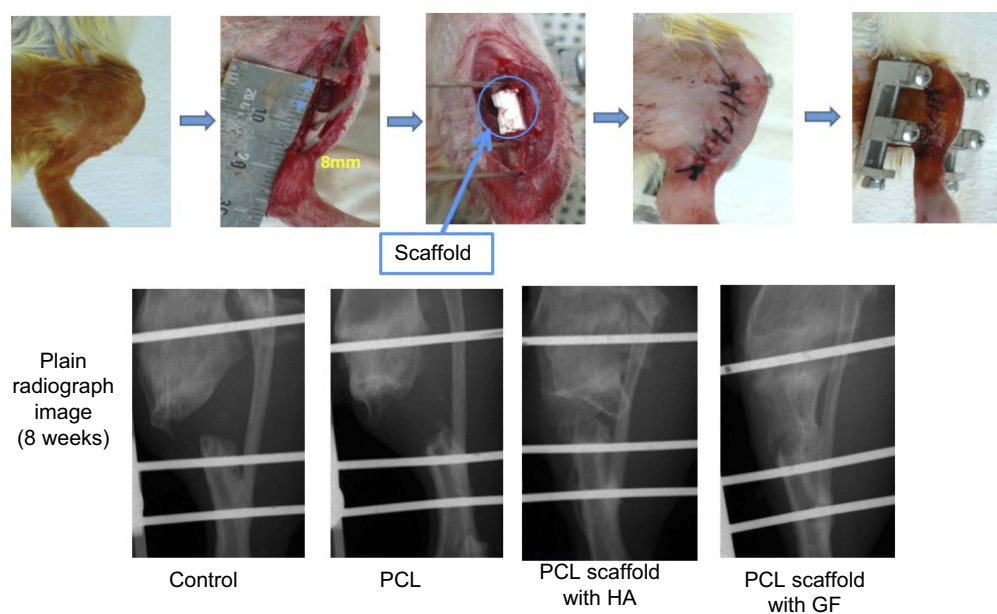 8mm
Scaffold
Plain
radiograph
image
(8 weeks)
Control
PCL
PCL scaffold
with HA
PCL scaffold
with GF